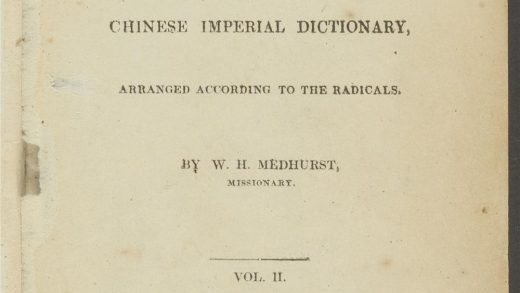 CHINESE IMPERIAL DICTIONARY,
ARRANGED ACCORDING TO THE RADICALS.
BY W. H. MEDHURST,
MISSIONARY.
VOL. II.